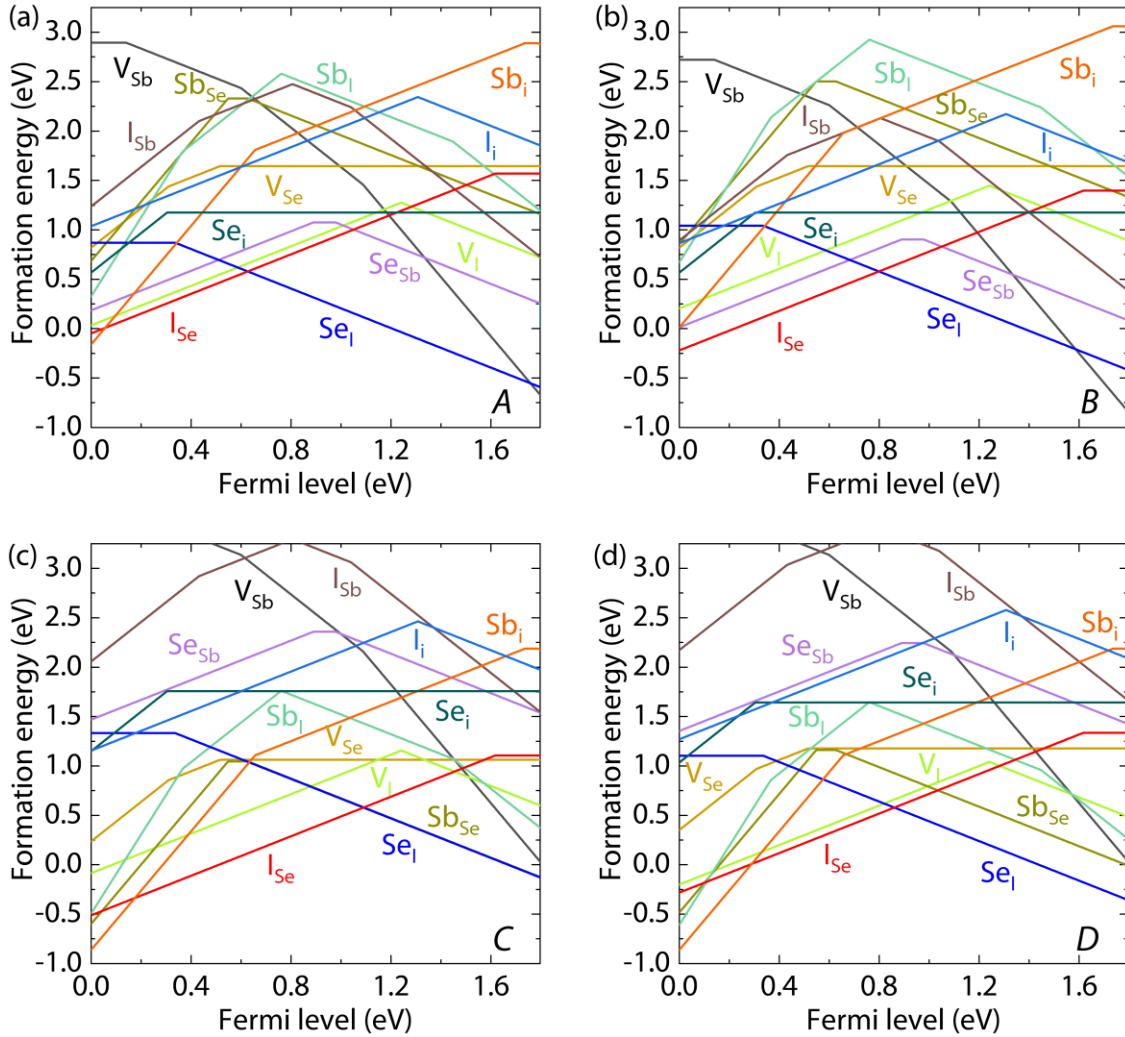 (a)
3.0
2.5
2.0
1.5
1.0
0.5
0.0
-0.5
-1.0
Formation energy (eV)
V_Sb
Sb_Se
Sb_I
Sb_i
I_Sb
I_i
V_Se
Se_i
V_I
Se_Sb
I_Se
Se_I
A
0.0 0.4 0.8 1.2 1.6
Fermi level (eV)
(b)
3.0
2.5
2.0
1.5
1.0
0.5
0.0
-0.5
-1.0
Formation energy (eV)
V_Sb
Sb_I
Sb_i
Sb_Se
I_Sb
I_i
V_Se
Se_i
V_I
Se_Sb
I_Se
Se_I
B
0.0 0.4 0.8 1.2 1.6
Fermi level (eV)
(c)
3.0
2.5
2.0
1.5
1.0
0.5
0.0
-0.5
-1.0
Formation energy (eV)
V_Sb
I_Sb
Se_Sb
I_i
Sb_i
Sb_I
Se_i
V_Se
V_I
Sb_Se
Se_I
I_Se
C
0.0 0.4 0.8 1.2 1.6
Fermi level (eV)
(d)
3.0
2.5
2.0
1.5
1.0
0.5
0.0
-0.5
-1.0
Formation energy (eV)
V_Sb
I_Sb
Se_Sb
I_i
Sb_i
Se_i
Sb_I
V_Se
V_I
Sb_Se
I_Se
Se_I
D
0.0 0.4 0.8 1.2 1.6
Fermi level (eV)